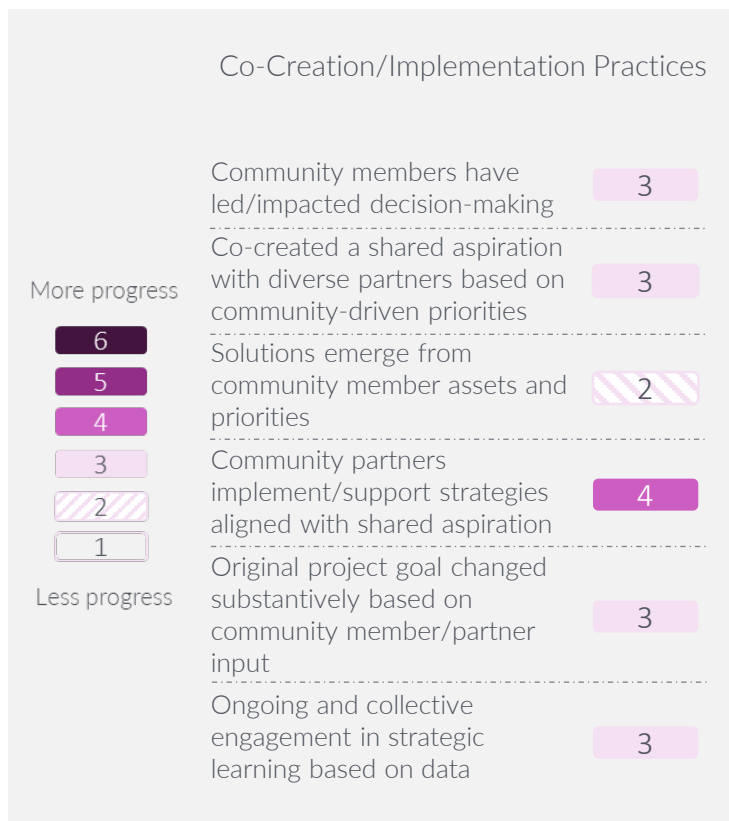 Co-Creation/Implementation Practices
Community members have
led/impacted decision-making
3
Co-created a shared aspiration
with diverse partners based on
community-driven priorities
3
Solutions emerge from
community member assets and
priorities
2
Community partners
implement/support strategies
aligned with shared aspiration
4
Original project goal changed
substantively based on
community member/partner
input
3
Ongoing and collective
engagement in strategic
learning based on data
3
More progress
6
5
4
3
2
1
Less progress